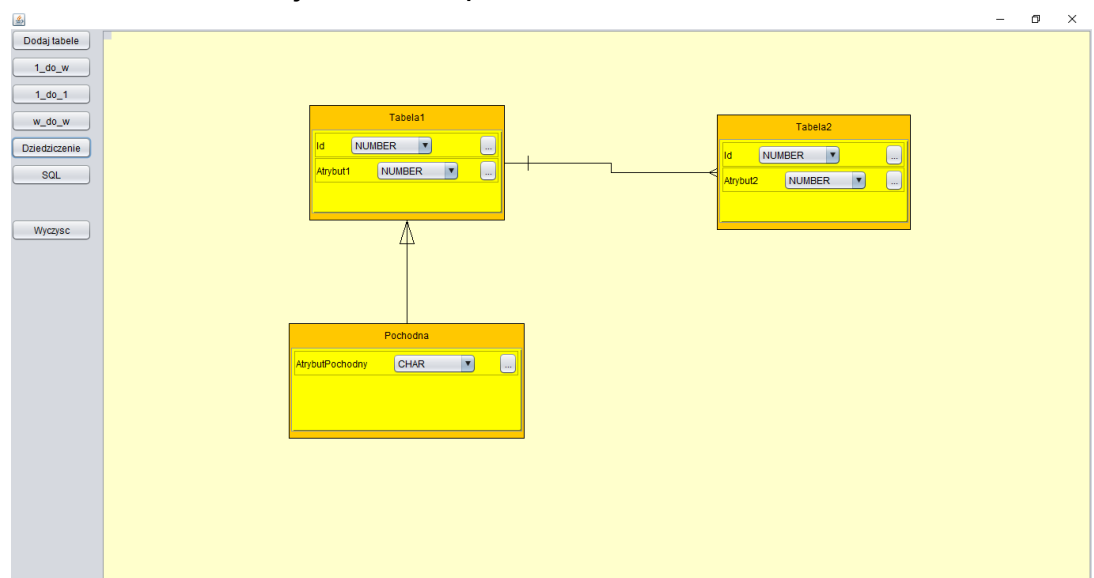 Dodaj tabele
1_do_w
1_do_1
w_do_w
Dziedziczenie
SQL
Wyczysc
Tabela1
Id NUMBER ...
Atrybut1 NUMBER ...
Tabela2
Id NUMBER ...
Atrybut2 NUMBER ...
Pochodna
AtrybutPochodny CHAR ...